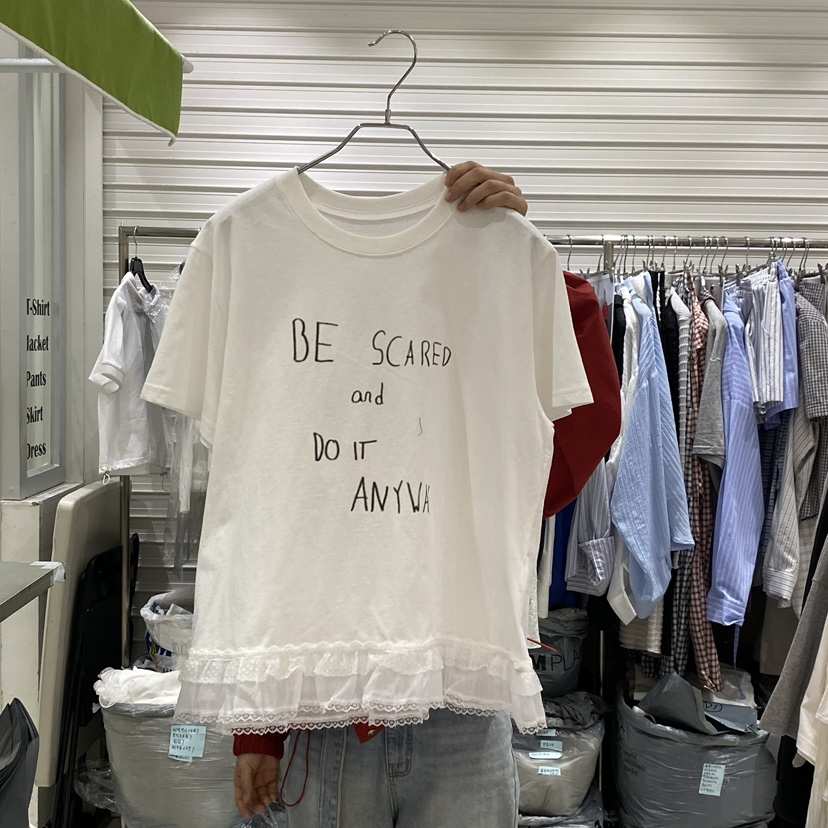 BE SCARED
and
DO IT
ANYWA
T-Shirt
Jacket
Pants
Skirt
Dress